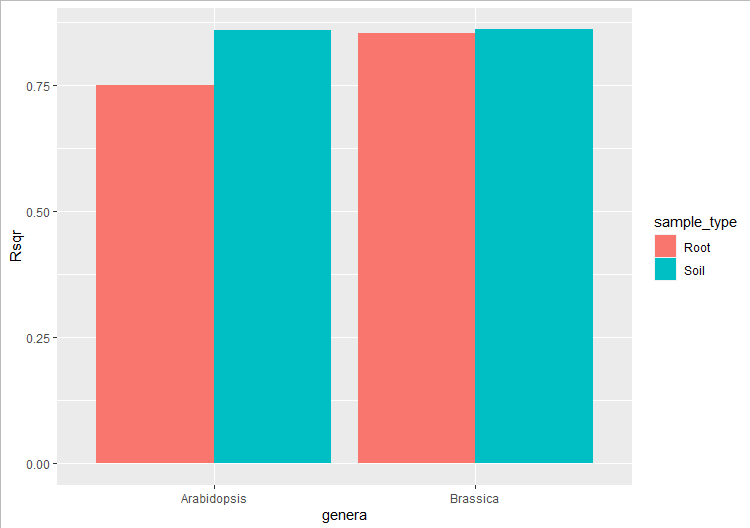 Rsqr
0.75
0.50
0.25
0.00
Arabidopsis
Brassica
genera
sample_type
Root
Soil